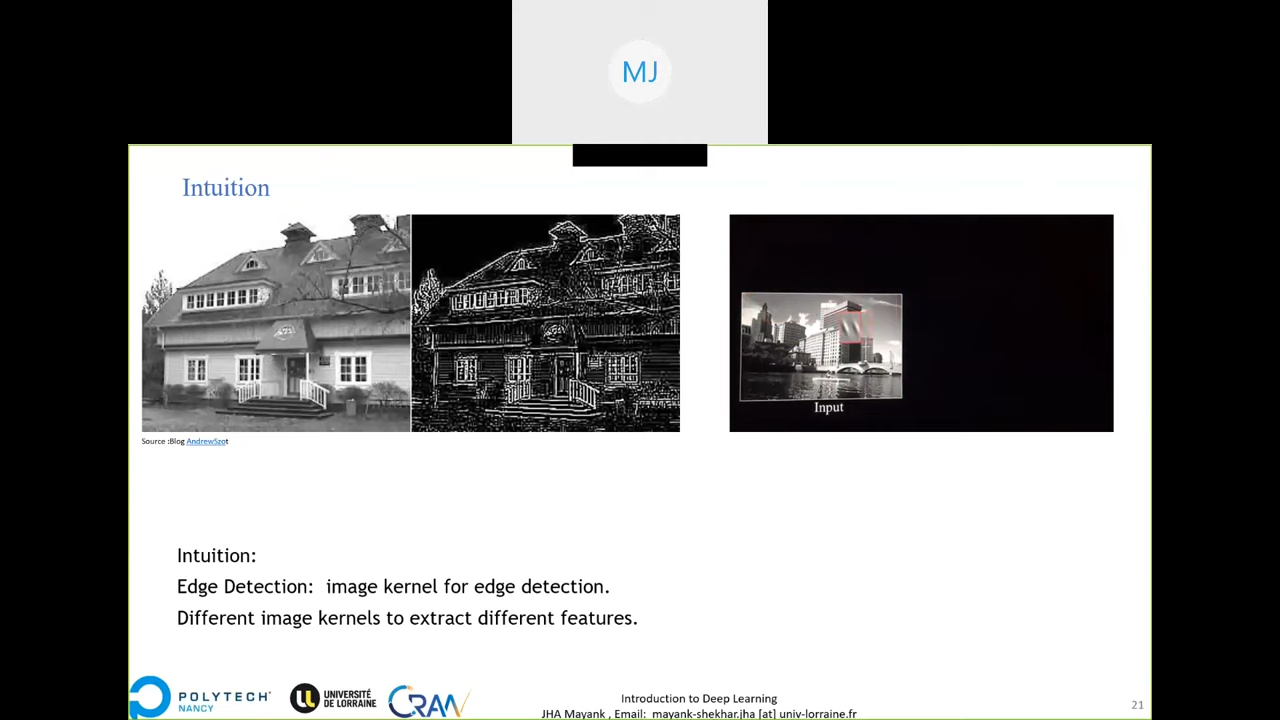 MJ
Intuition
Input
Source :Blog AndrewSzot
Intuition:
Edge Detection: image kernel for edge detection.
Different image kernels to extract different features.
POLYTECH
NANCY
UNIVERSITÉ
DE LORRAINE
CRAN
Introduction to Deep Learning
JHA Mayank , Email: mayank-shekhar.jha [at] univ-lorraine.fr
21